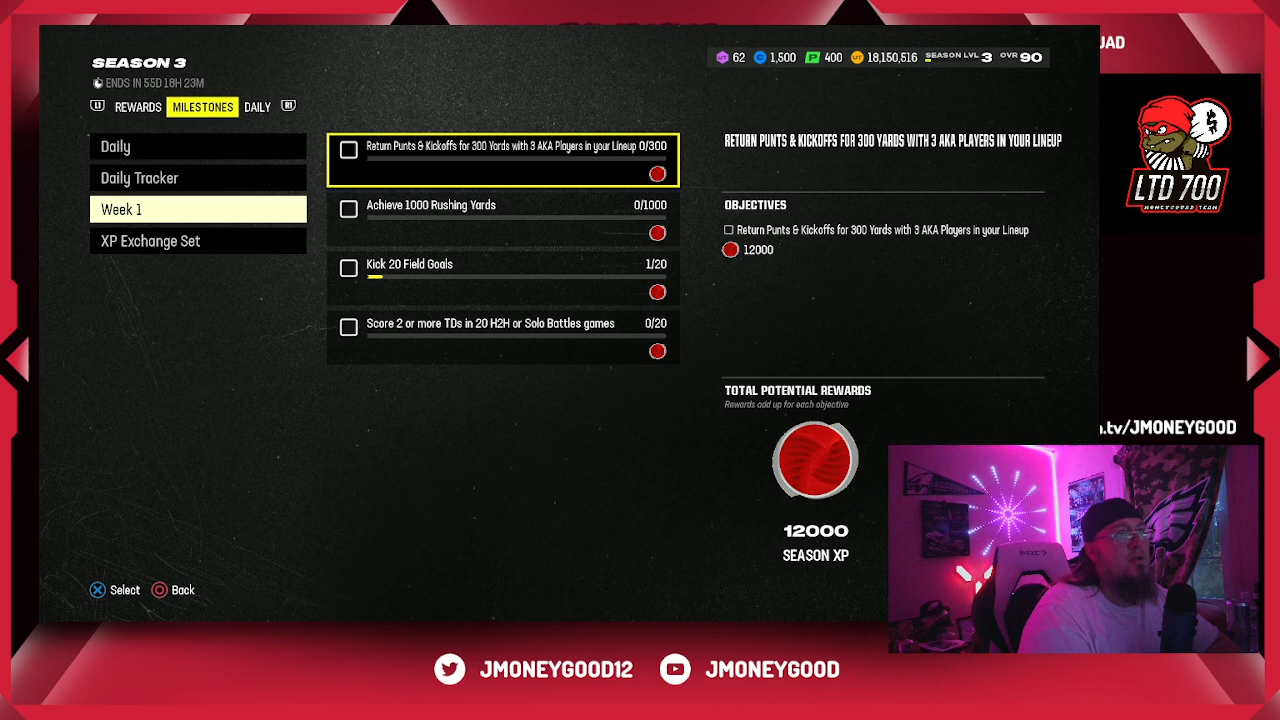 SEASON 3
ENDS IN 55D 18H 23M
62 1,500 P 400 UT 18,150,516 SEASON LVL 3 OVR 90
L1 REWARDS MILESTONES DAILY R1
Daily
Daily Tracker
Week 1
XP Exchange Set
Return Punts & Kickoffs for 300 Yards with 3 AKA Players in your Lineup 0/300
Achieve 1000 Rushing Yards 0/1000
Kick 20 Field Goals 1/20
Score 2 or more TDs in 20 H2H or Solo Battles games 0/20
RETURN PUNTS & KICKOFFS FOR 300 YARDS WITH 3 AKA PLAYERS IN YOUR LINEUP
OBJECTIVES
Return Punts & Kickoffs for 300 Yards with 3 AKA Players in your Lineup
12000
TOTAL POTENTIAL REWARDS
Rewards add up for each objective
12000
SEASON XP
Select Back
UAD
$
LTD 700
MONEYGOOD TEAM
.tv/JMONEYGOOD
JMONEYGOOD12 JMONEYGOOD